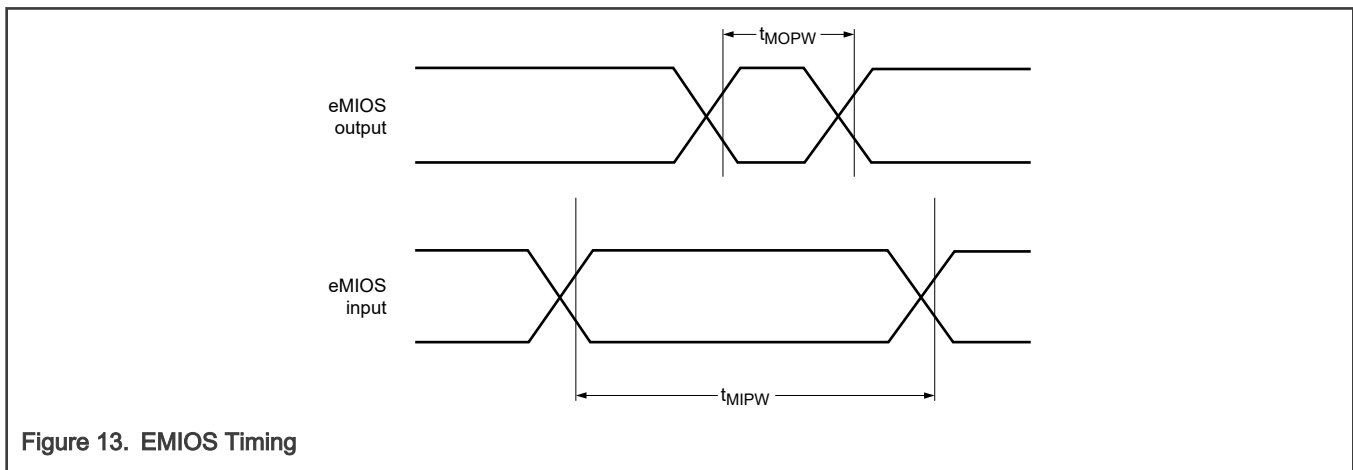 tMOPW
eMIOS
output
eMIOS
input
tMIPW
Figure 13. EMIOS Timing